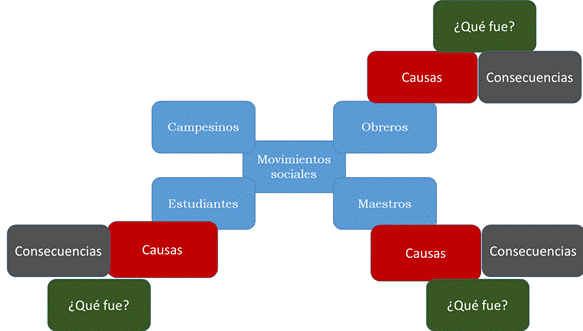 ¿Qué fue?
Causas
Consecuencias
Campesinos
Obreros
Movimientos
sociales
Estudiantes
Maestros
Consecuencias
Causas
¿Qué fue?
Causas
Consecuencias
¿Qué fue?